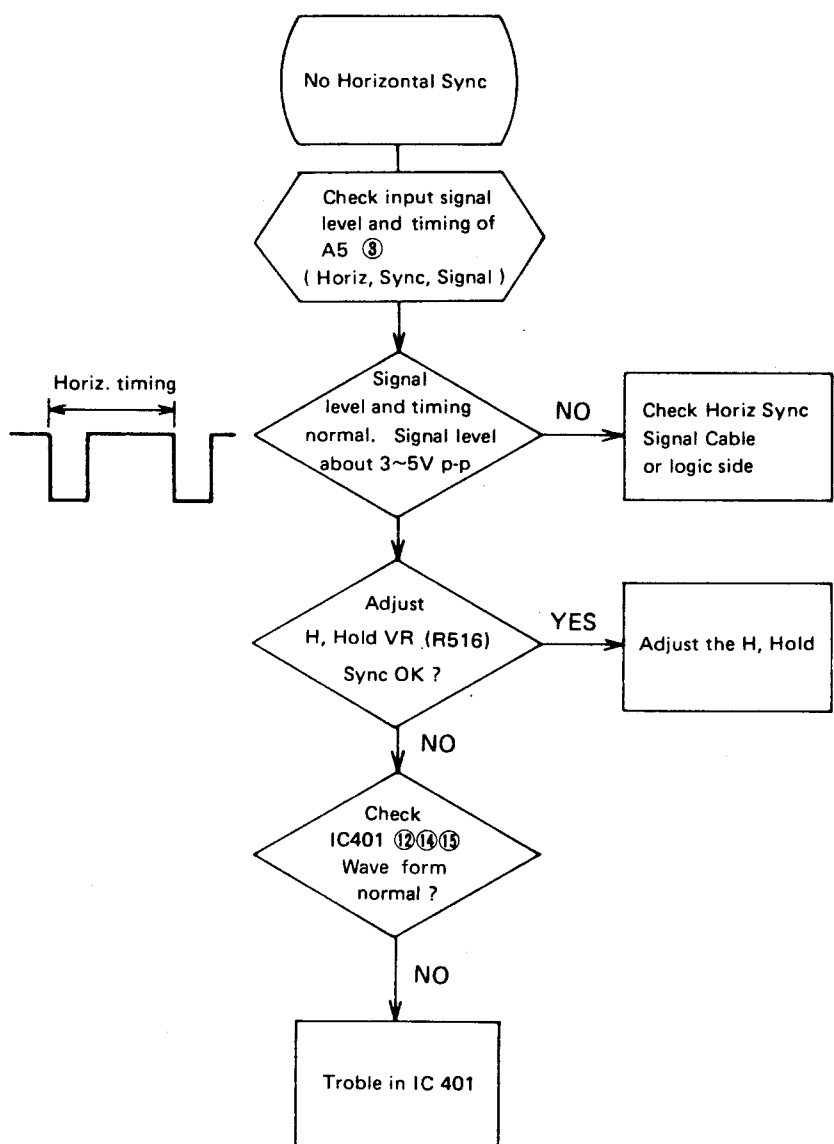 No Horizontal Sync
Check input signal
level and timing of
A5 ③
( Horiz, Sync, Signal )
Horiz. timing
Signal
level and timing
normal. Signal level
about 3~5V p-p
NO
Check Horiz Sync
Signal Cable
or logic side
Adjust
H, Hold VR (R516)
Sync OK ?
YES
Adjust the H, Hold
NO
Check
IC401 ⑫⑭⑮
Wave form
normal ?
NO
Troble in IC 401